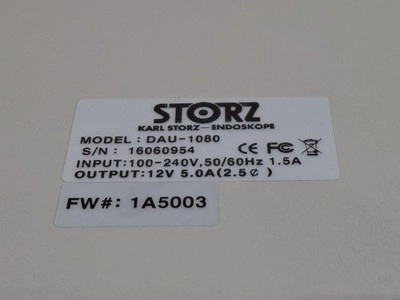 STORZ
KARL STORZ—ENDOSKOPE
MODEL: DAU-1080
S/N: 16060954
CE FC
INPUT:100-240V,50/60Hz 1.5A
OUTPUT:12V 5.0A(2.5¢)
FW#: 1A5003